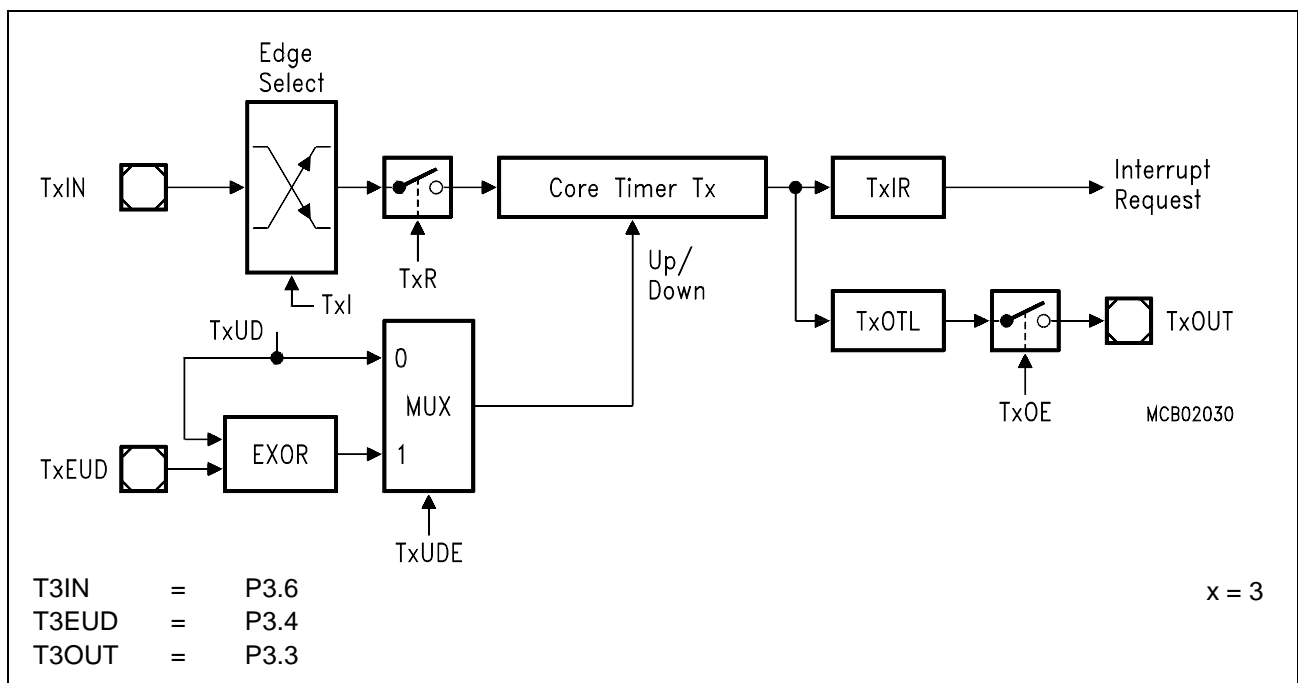 Edge
Select
TxIN
Core Timer Tx
TxIR
Interrupt
Request
TxR
TxI
Up/
Down
TxUD
0
MUX
1
TxOTL
TxOUT
TxOE
MCB02030
EXOR
TxEUD
TxUDE
T3IN = P3.6
x = 3
T3EUD = P3.4
T3OUT = P3.3